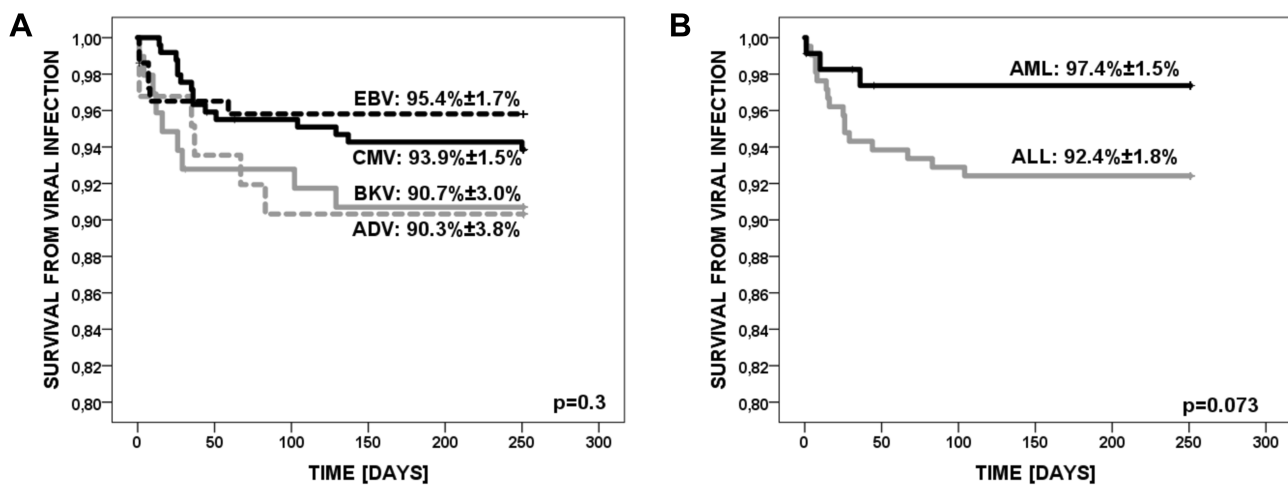 A
SURVIVAL FROM VIRAL INFECTION
1,00
0,98
0,96
0,94
0,92
0,90
0,88
0,86
0,84
0,82
0,80
EBV: 95.4%±1.7%
CMV: 93.9%±1.5%
BKV: 90.7%±3.0%
ADV: 90.3%±3.8%
p=0.3
0 50 100 150 200 250 300
TIME [DAYS]
B
SURVIVAL FROM VIRAL INFECTION
1,00
0,98
0,96
0,94
0,92
0,90
0,88
0,86
0,84
0,82
0,80
AML: 97.4%±1.5%
ALL: 92.4%±1.8%
p=0.073
0 50 100 150 200 250 300
TIME [DAYS]